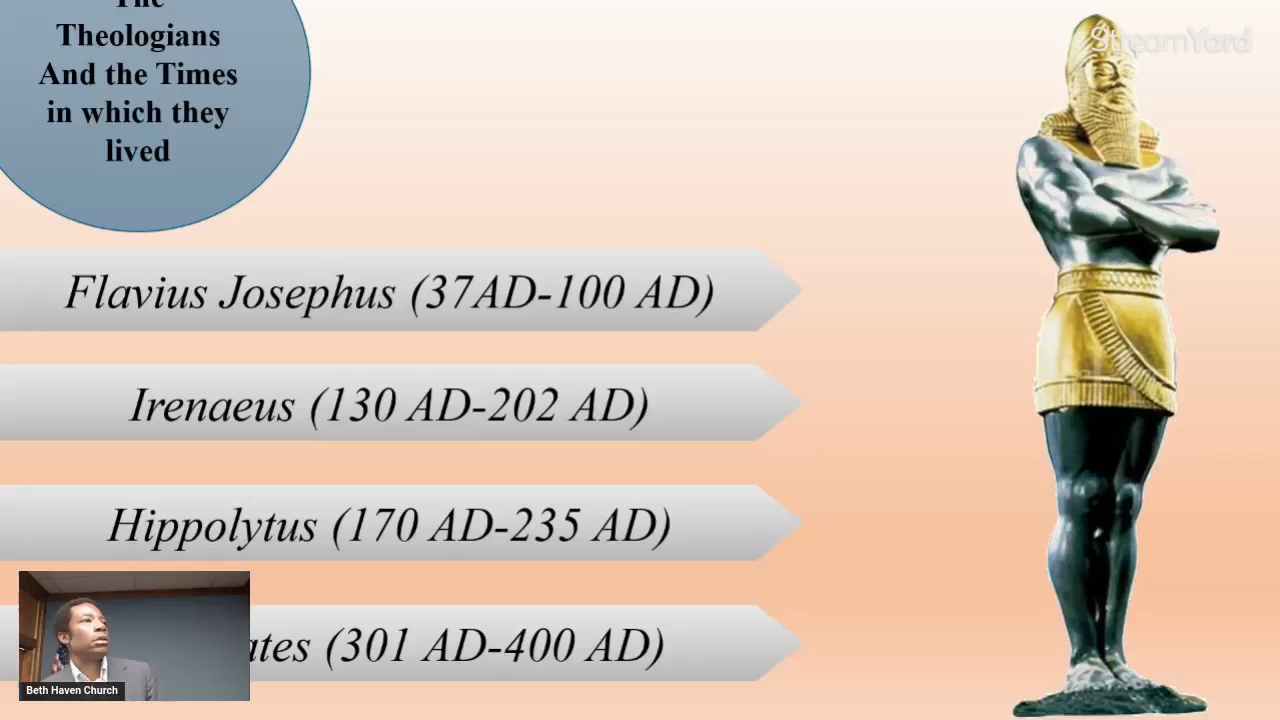 Theologians
And the Times
in which they
lived
StreamYard
Flavius Josephus (37AD-100 AD)
Irenaeus (130 AD-202 AD)
Hippolytus (170 AD-235 AD)
(301 AD-400 AD)
Beth Haven Church